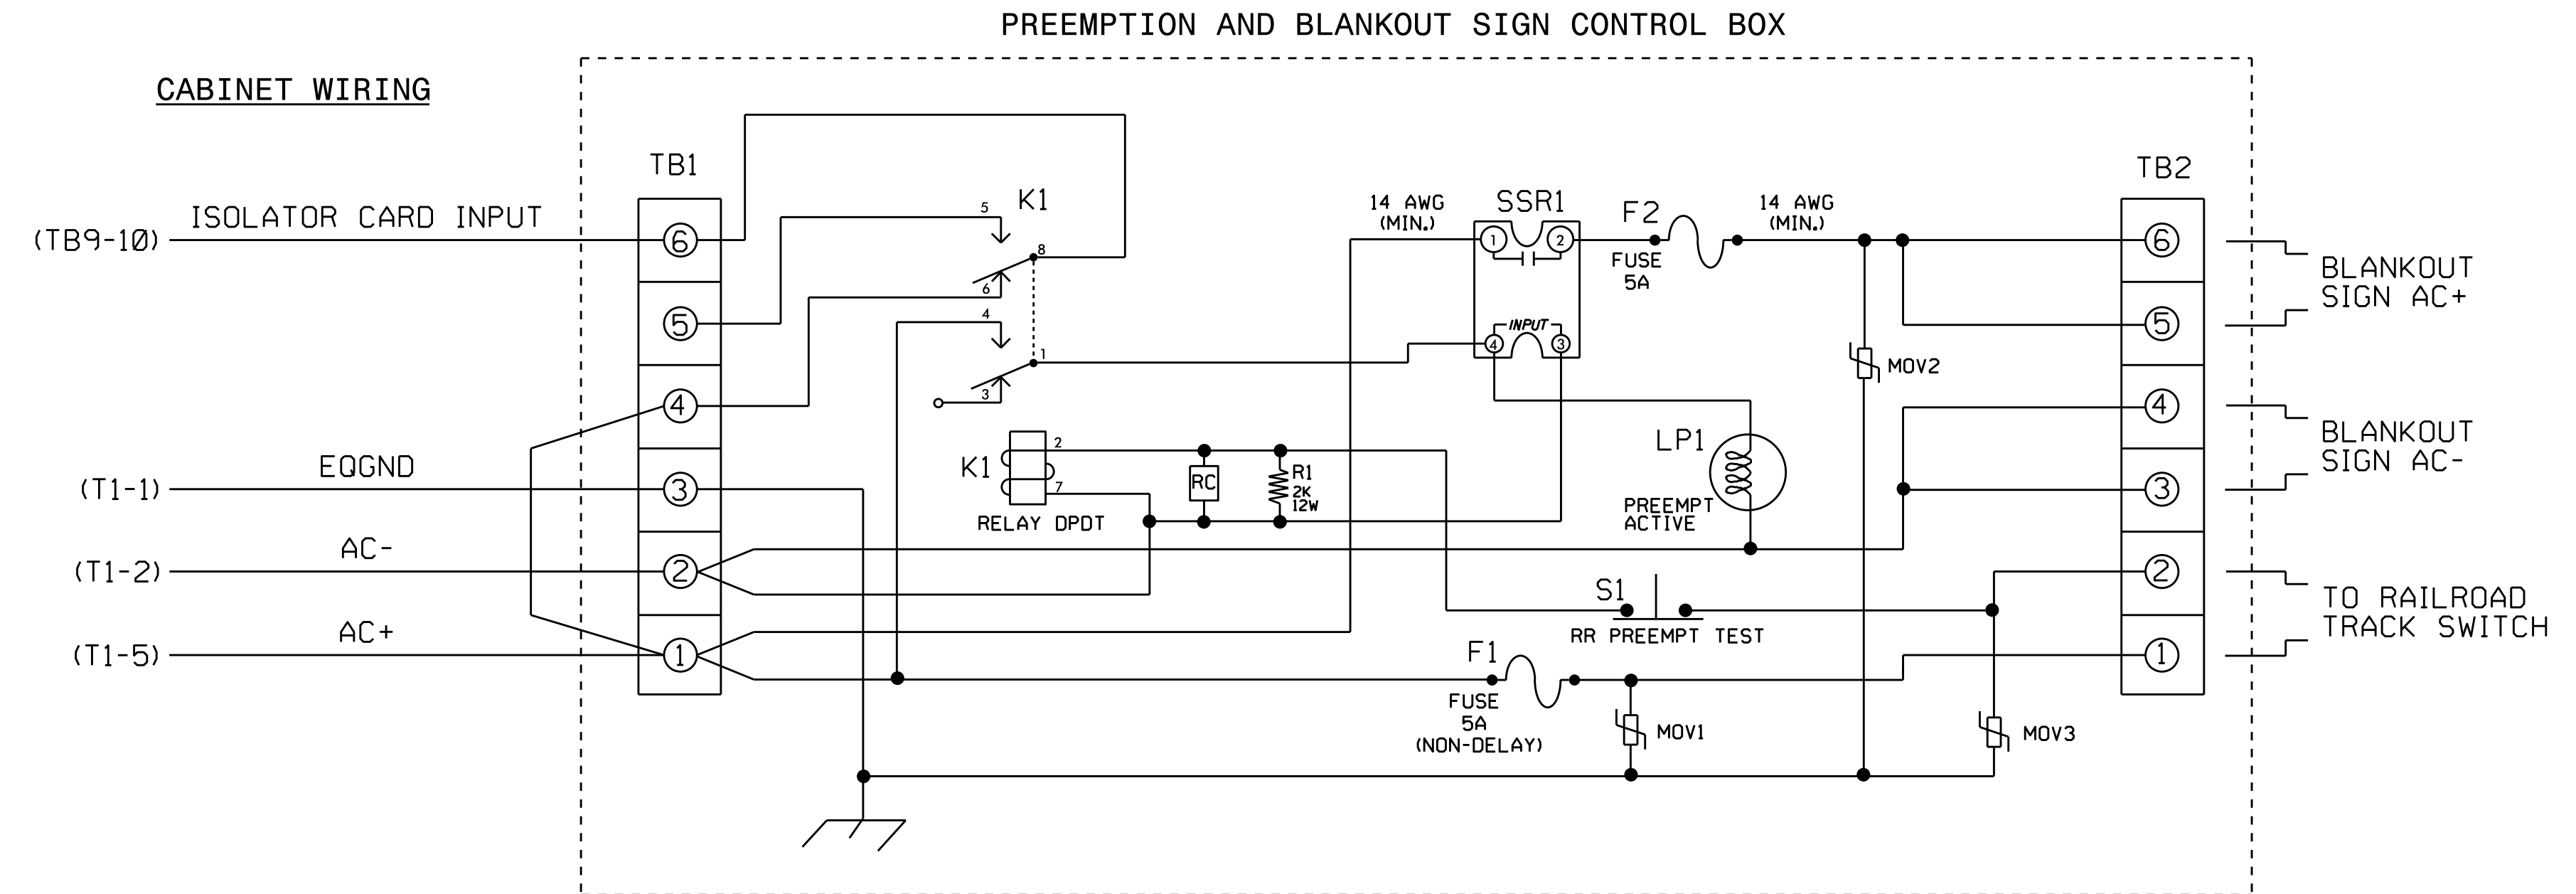 PREEMPTION AND BLANKOUT SIGN CONTROL BOX
CABINET WIRING
TB1
TB2
K1
5
8
6
4
1
3
14 AWG
(MIN.)
SSR1
1
2
INPUT
4
3
F2
FUSE
5A
14 AWG
(MIN.)
(TB9-10)
ISOLATOR CARD INPUT
6
5
4
(T1-1)
EQGND
3
(T1-2)
AC-
2
(T1-5)
AC+
1
K1
2
7
RELAY DPDT
RC
R1
2K
12W
LP1
PREEMPT
ACTIVE
MOV2
S1
RR PREEMPT TEST
F1
FUSE
5A
(NON-DELAY)
MOV1
MOV3
6
5
4
3
2
1
BLANKOUT
SIGN AC+
BLANKOUT
SIGN AC-
TO RAILROAD
TRACK SWITCH